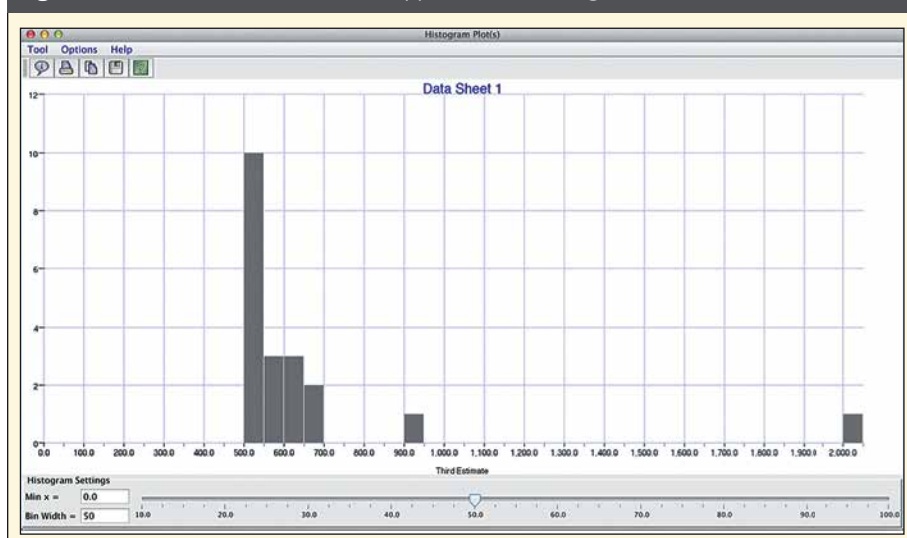 Histogram Plot(s)
Tool Options Help
Data Sheet 1
12
10
8
6
4
2
0
0.0 100.0 200.0 300.0 400.0 500.0 600.0 700.0 800.0 900.0 1,000.0 1,100.0 1,200.0 1,300.0 1,400.0 1,500.0 1,600.0 1,700.0 1,800.0 1,900.0 2,000.0
Third Estimate
Histogram Settings
Min x = 0.0
Bin Width = 50
10.0 20.0 30.0 40.0 50.0 60.0 70.0 80.0 90.0 100.0